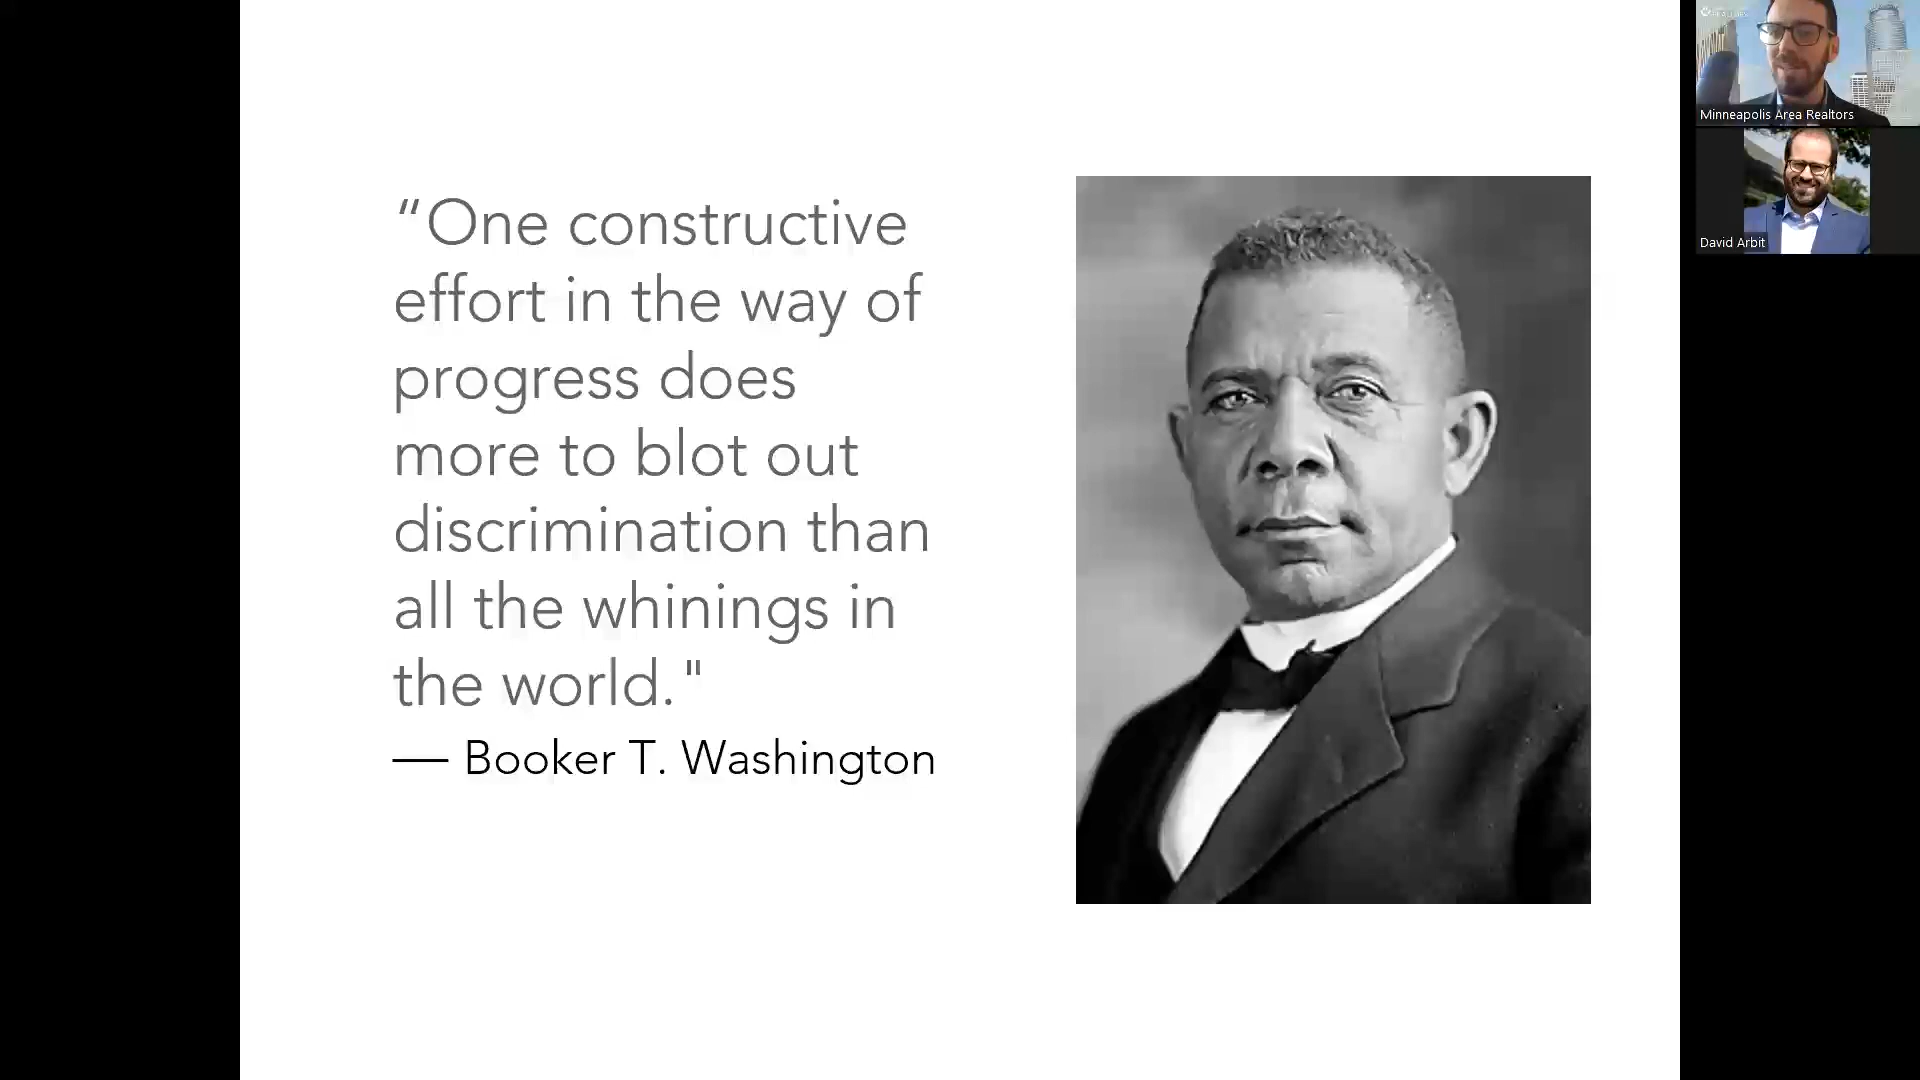 “One constructive
effort in the way of
progress does
more to blot out
discrimination than
all the whinings in
the world."
— Booker T. Washington
Minneapolis Area Realtors
David Arbit